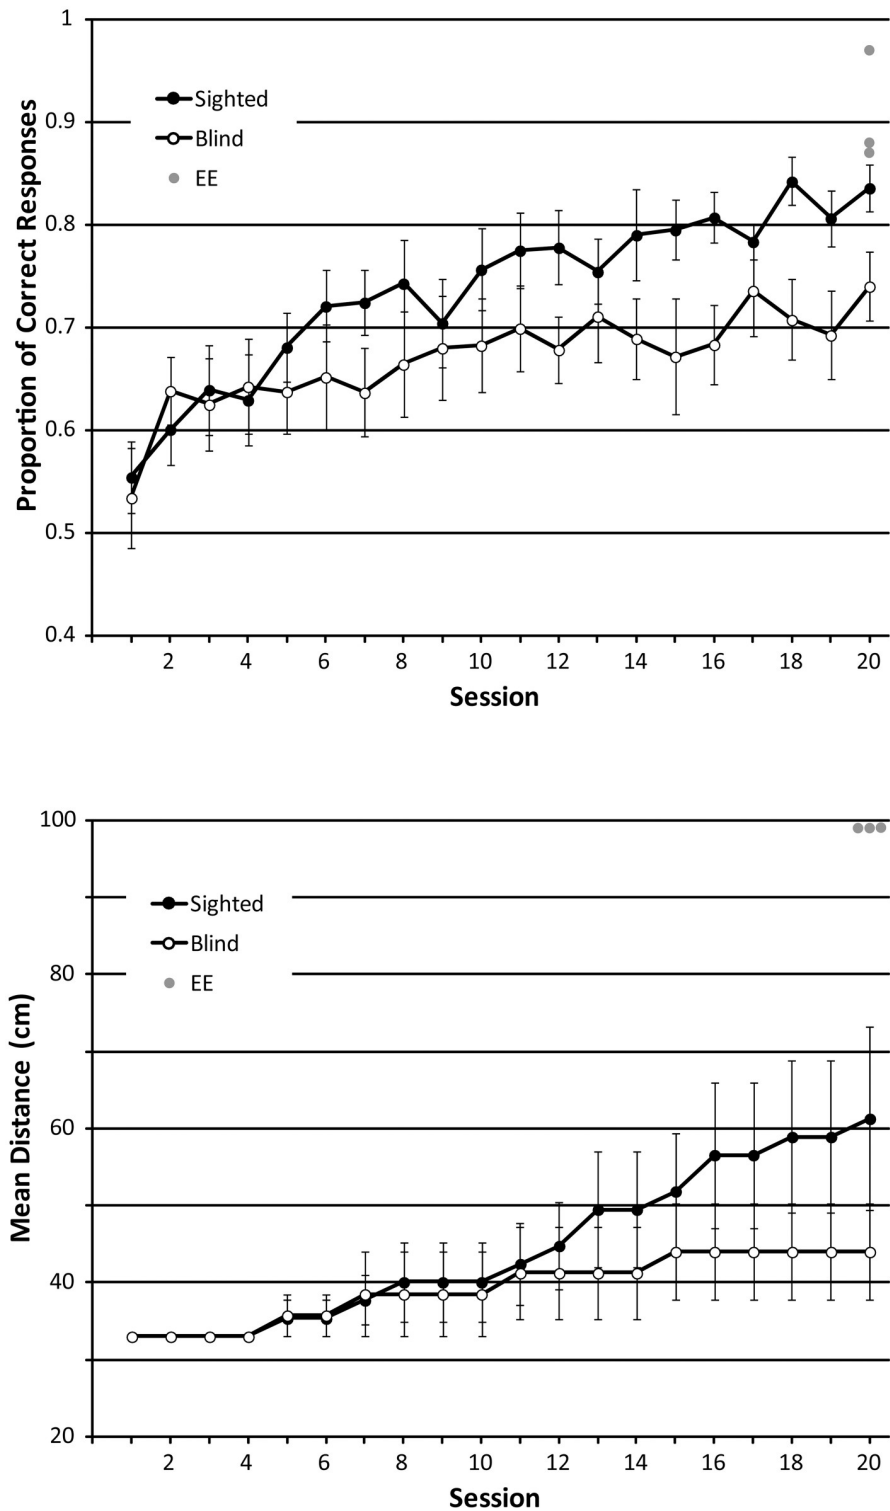 Proportion of Correct Responses
1
0.9
0.8
0.7
0.6
0.5
0.4
Sighted
Blind
EE
2 4 6 8 10 12 14 16 18 20
Session
Mean Distance (cm)
100
80
60
40
20
Sighted
Blind
EE
2 4 6 8 10 12 14 16 18 20
Session